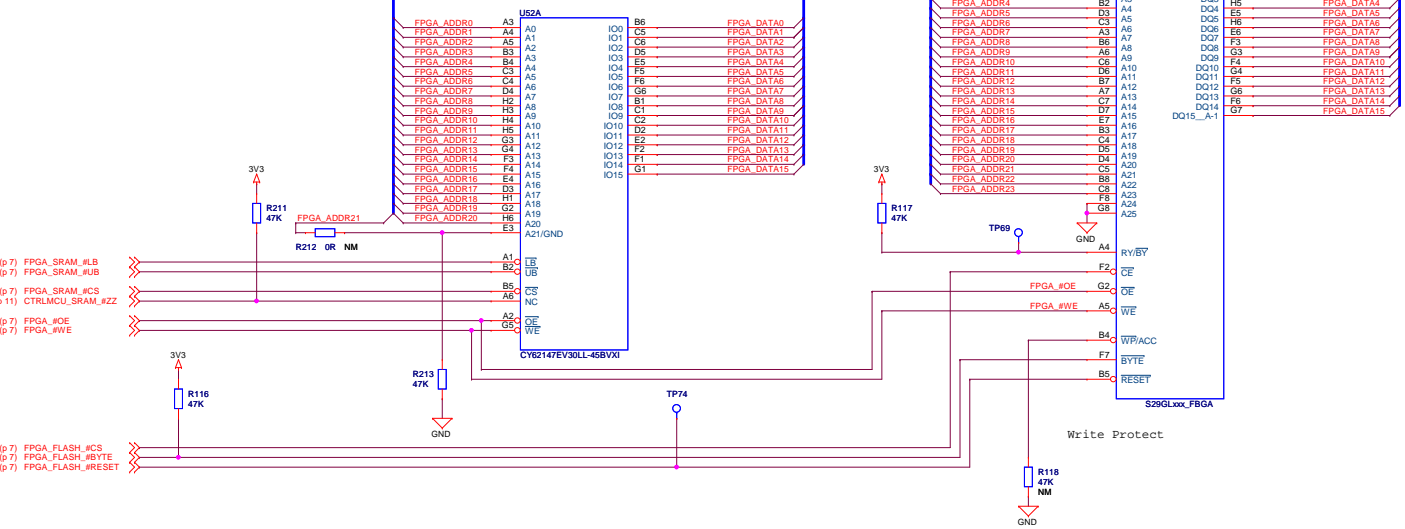 U52A
FPGA_ADDR0 A3 A0 IO0 B6 FPGA_DATA0
FPGA_ADDR1 A4 A1 IO1 C5 FPGA_DATA1
FPGA_ADDR2 A5 A2 IO2 C6 FPGA_DATA2
FPGA_ADDR3 B3 A3 IO3 D5 FPGA_DATA3
FPGA_ADDR4 B4 A4 IO4 E5 FPGA_DATA4
FPGA_ADDR5 C3 A5 IO5 F5 FPGA_DATA5
FPGA_ADDR6 C4 A6 IO6 F6 FPGA_DATA6
FPGA_ADDR7 D4 A7 IO7 G6 FPGA_DATA7
FPGA_ADDR8 H2 A8 IO8 B1 FPGA_DATA8
FPGA_ADDR9 H3 A9 IO9 C1 FPGA_DATA9
FPGA_ADDR10 H4 A10 IO10 C2 FPGA_DATA10
FPGA_ADDR11 H5 A11 IO11 D2 FPGA_DATA11
FPGA_ADDR12 G3 A12 IO12 E2 FPGA_DATA12
FPGA_ADDR13 G4 A13 IO13 F2 FPGA_DATA13
FPGA_ADDR14 F3 A14 IO14 F1 FPGA_DATA14
FPGA_ADDR15 F4 A15 IO15 G1 FPGA_DATA15
FPGA_ADDR16 E4 A16
FPGA_ADDR17 D3 A17
FPGA_ADDR18 H1 A18
FPGA_ADDR19 G2 A19
FPGA_ADDR20 H6 A20
FPGA_ADDR21 E3 A21/GND
R212 0R NM
3V3
R211
47K
(p 7) FPGA_SRAM_#LB A1 LB
(p 7) FPGA_SRAM_#UB B2 UB
(p 7) FPGA_SRAM_#CS B5 CS
p 11) CTRLMCU_SRAM_#ZZ A6 NC
(p 7) FPGA_#OE A2 OE
(p 7) FPGA_#WE G5 WE
CY62147EV30LL-45BVXI
3V3
R116
47K
R213
47K
GND
TP74
(p 7) FPGA_FLASH_#CS
(p 7) FPGA_FLASH_#BYTE
(p 7) FPGA_FLASH_#RESET
FPGA_ADDR4 B2 A4 DQ4 H5 FPGA_DATA4
FPGA_ADDR5 D3 A5 DQ5 E5 FPGA_DATA5
FPGA_ADDR6 C3 A6 DQ6 H6 FPGA_DATA6
FPGA_ADDR7 A3 A7 DQ7 E6 FPGA_DATA7
FPGA_ADDR8 B6 A8 DQ8 F3 FPGA_DATA8
FPGA_ADDR9 A6 A9 DQ9 G3 FPGA_DATA9
FPGA_ADDR10 C6 A10 DQ10 F4 FPGA_DATA10
FPGA_ADDR11 D6 A11 DQ11 G4 FPGA_DATA11
FPGA_ADDR12 B7 A12 DQ12 F5 FPGA_DATA12
FPGA_ADDR13 A7 A13 DQ13 G6 FPGA_DATA13
FPGA_ADDR14 C7 A14 DQ14 F6 FPGA_DATA14
FPGA_ADDR15 D7 A15 DQ15__A-1 G7 FPGA_DATA15
FPGA_ADDR16 E7 A16
FPGA_ADDR17 B3 A17
FPGA_ADDR18 C4 A18
FPGA_ADDR19 D5 A19
FPGA_ADDR20 D4 A20
FPGA_ADDR21 C5 A21
FPGA_ADDR22 B8 A22
FPGA_ADDR23 C8 A23
F8 A24
G8 A25
GND
3V3
R117
47K
TP69
A4 RY/BY
F2 CE
FPGA_#OE G2 OE
FPGA_#WE A5 WE
B4 WP/ACC
F7 BYTE
B5 RESET
S29GLxxx_FBGA
Write Protect
R118
47K
NM
GND